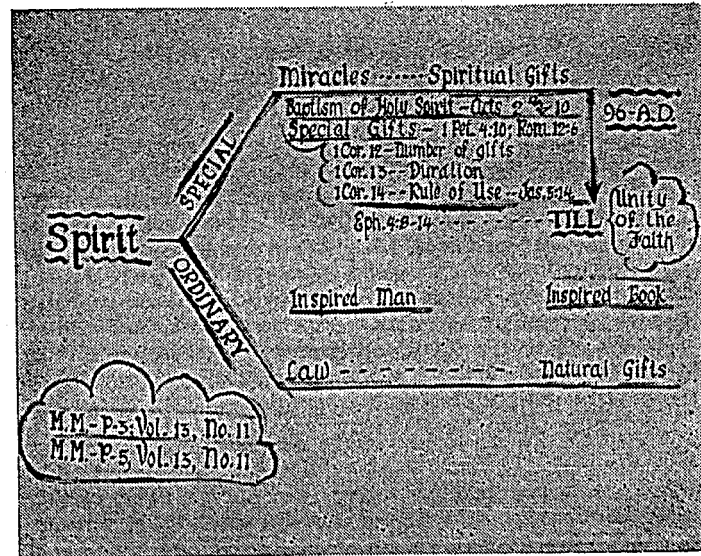 Miracles ------- Spiritual Gifts
Baptism of Holy Spirit - Acts 2 & 10
Special Gifts - 1 Pet. 4:10; Rom. 12-6
1 Cor. 12 - Number of gifts
1 Cor. 13 -- Duration
1 Cor. 14 -- Rule of Use - Jas. 5:14
Eph. 4-8-14 ------------ TILL
96-A.D.
Unity
of the
Faith
SPECIAL
Spirit
ORDINARY
Inspired Man
Inspired Book
Law - - - - - - - - - - Natural Gifts
M.M - P-3; Vol. 13, No. 11
M.M - P-5, Vol. 13, No. 11